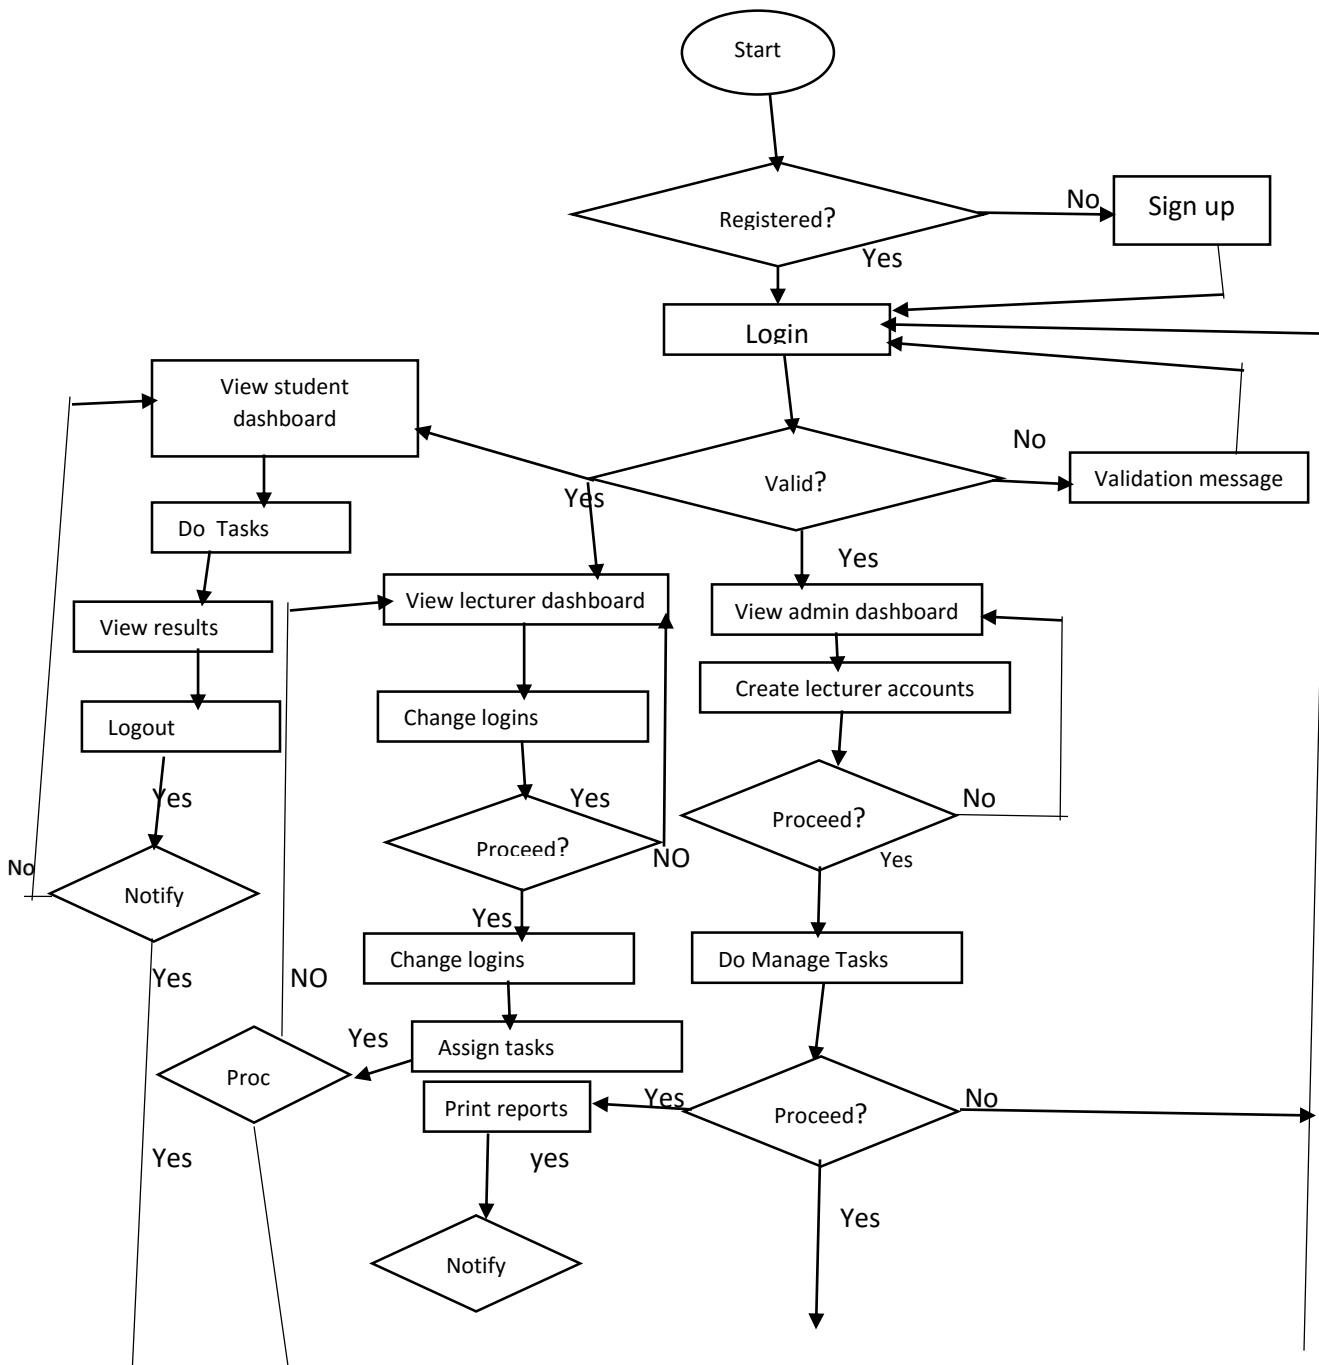 Start
Registered?
No
Sign up
Yes
Login
View student
dashboard
No
Valid?
Validation message
Yes
Do  Tasks
Yes
View lecturer dashboard
View admin dashboard
View results
Create lecturer accounts
Change logins
Logout
Yes
Yes
No
Proceed?
Proceed?
NO
Yes
No
Notify
Yes
Change logins
Do Manage Tasks
Yes
NO
Yes
Assign tasks
Proc
Yes
No
Print reports
Proceed?
Yes
yes
Yes
Notify